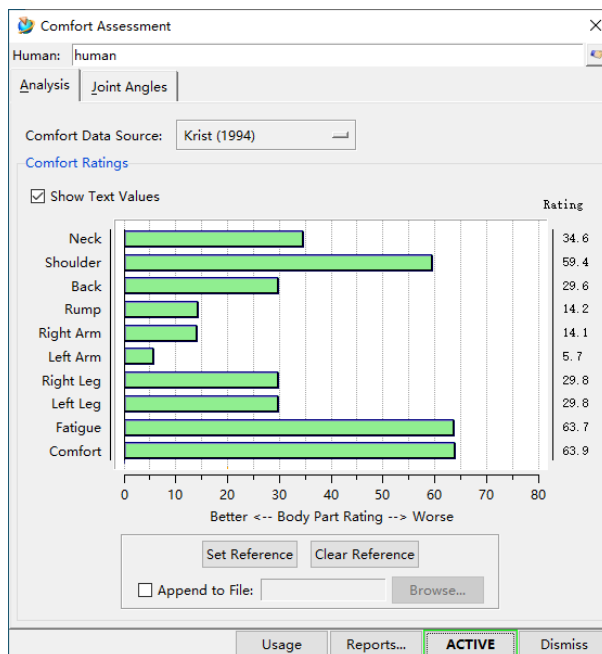 Comfort Assessment
Human: human
Analysis Joint Angles
Comfort Data Source: Krist (1994)
Comfort Ratings
Show Text Values
Rating
Neck 34.6
Shoulder 59.4
Back 29.6
Rump 14.2
Right Arm 14.1
Left Arm 5.7
Right Leg 29.8
Left Leg 29.8
Fatigue 63.7
Comfort 63.9
0 10 20 30 40 50 60 70 80
Better <-- Body Part Rating --> Worse
Set Reference Clear Reference
Append to File: Browse...
Usage Reports... ACTIVE Dismiss